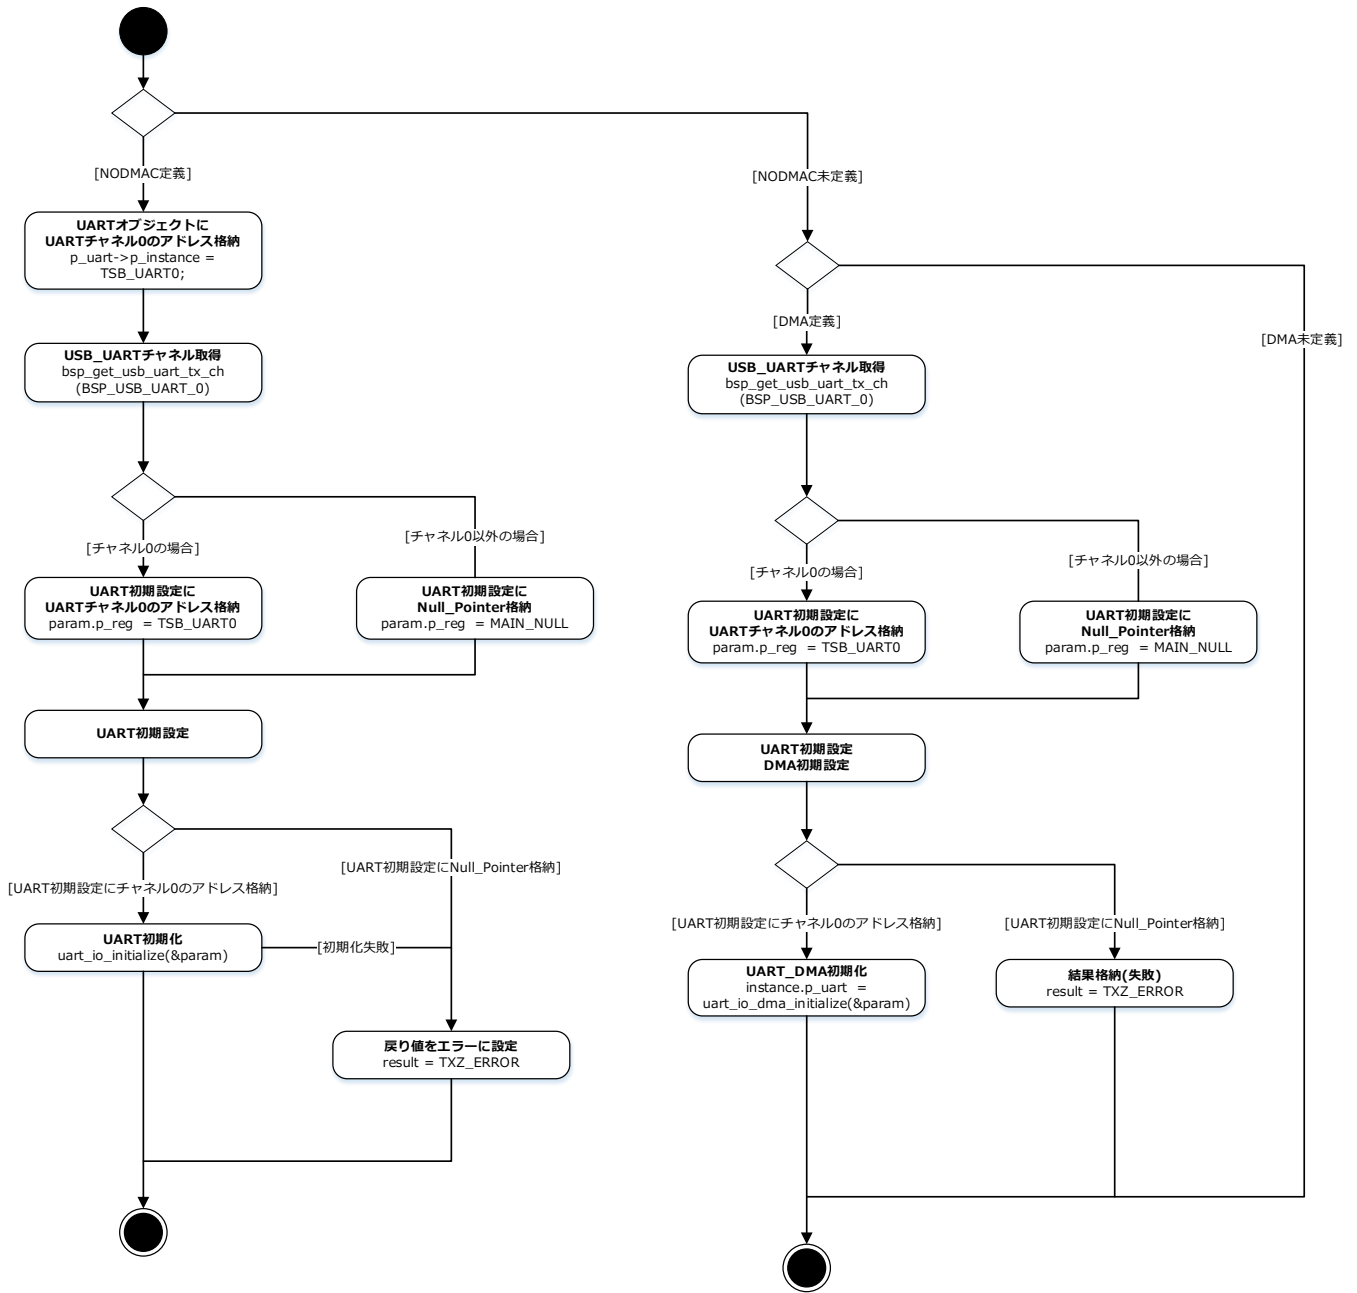 [NODMAC定義]
UARTオブジェクトに
UARTチャネル0のアドレス格納
p_uart->p_instance =
TSB_UART0;
USB_UARTチャネル取得
bsp_get_usb_uart_tx_ch
(BSP_USB_UART_0)
[チャネル0の場合]
[チャネル0以外の場合]
UART初期設定に
UARTチャネル0のアドレス格納
param.p_reg = TSB_UART0
UART初期設定に
Null_Pointer格納
param.p_reg = MAIN_NULL
UART初期設定
[UART初期設定にNull_Pointer格納]
[UART初期設定にチャネル0のアドレス格納]
UART初期化
uart_io_initialize(&param)
[初期化失敗]
戻り値をエラーに設定
result = TXZ_ERROR
[NODMAC未定義]
[DMA定義]
[DMA未定義]
USB_UARTチャネル取得
bsp_get_usb_uart_tx_ch
(BSP_USB_UART_0)
[チャネル0の場合]
[チャネル0以外の場合]
UART初期設定に
UARTチャネル0のアドレス格納
param.p_reg = TSB_UART0
UART初期設定に
Null_Pointer格納
param.p_reg = MAIN_NULL
UART初期設定
DMA初期設定
[UART初期設定にチャネル0のアドレス格納]
[UART初期設定にNull_Pointer格納]
UART_DMA初期化
instance.p_uart =
uart_io_dma_initialize(&param)
結果格納(失敗)
result = TXZ_ERROR